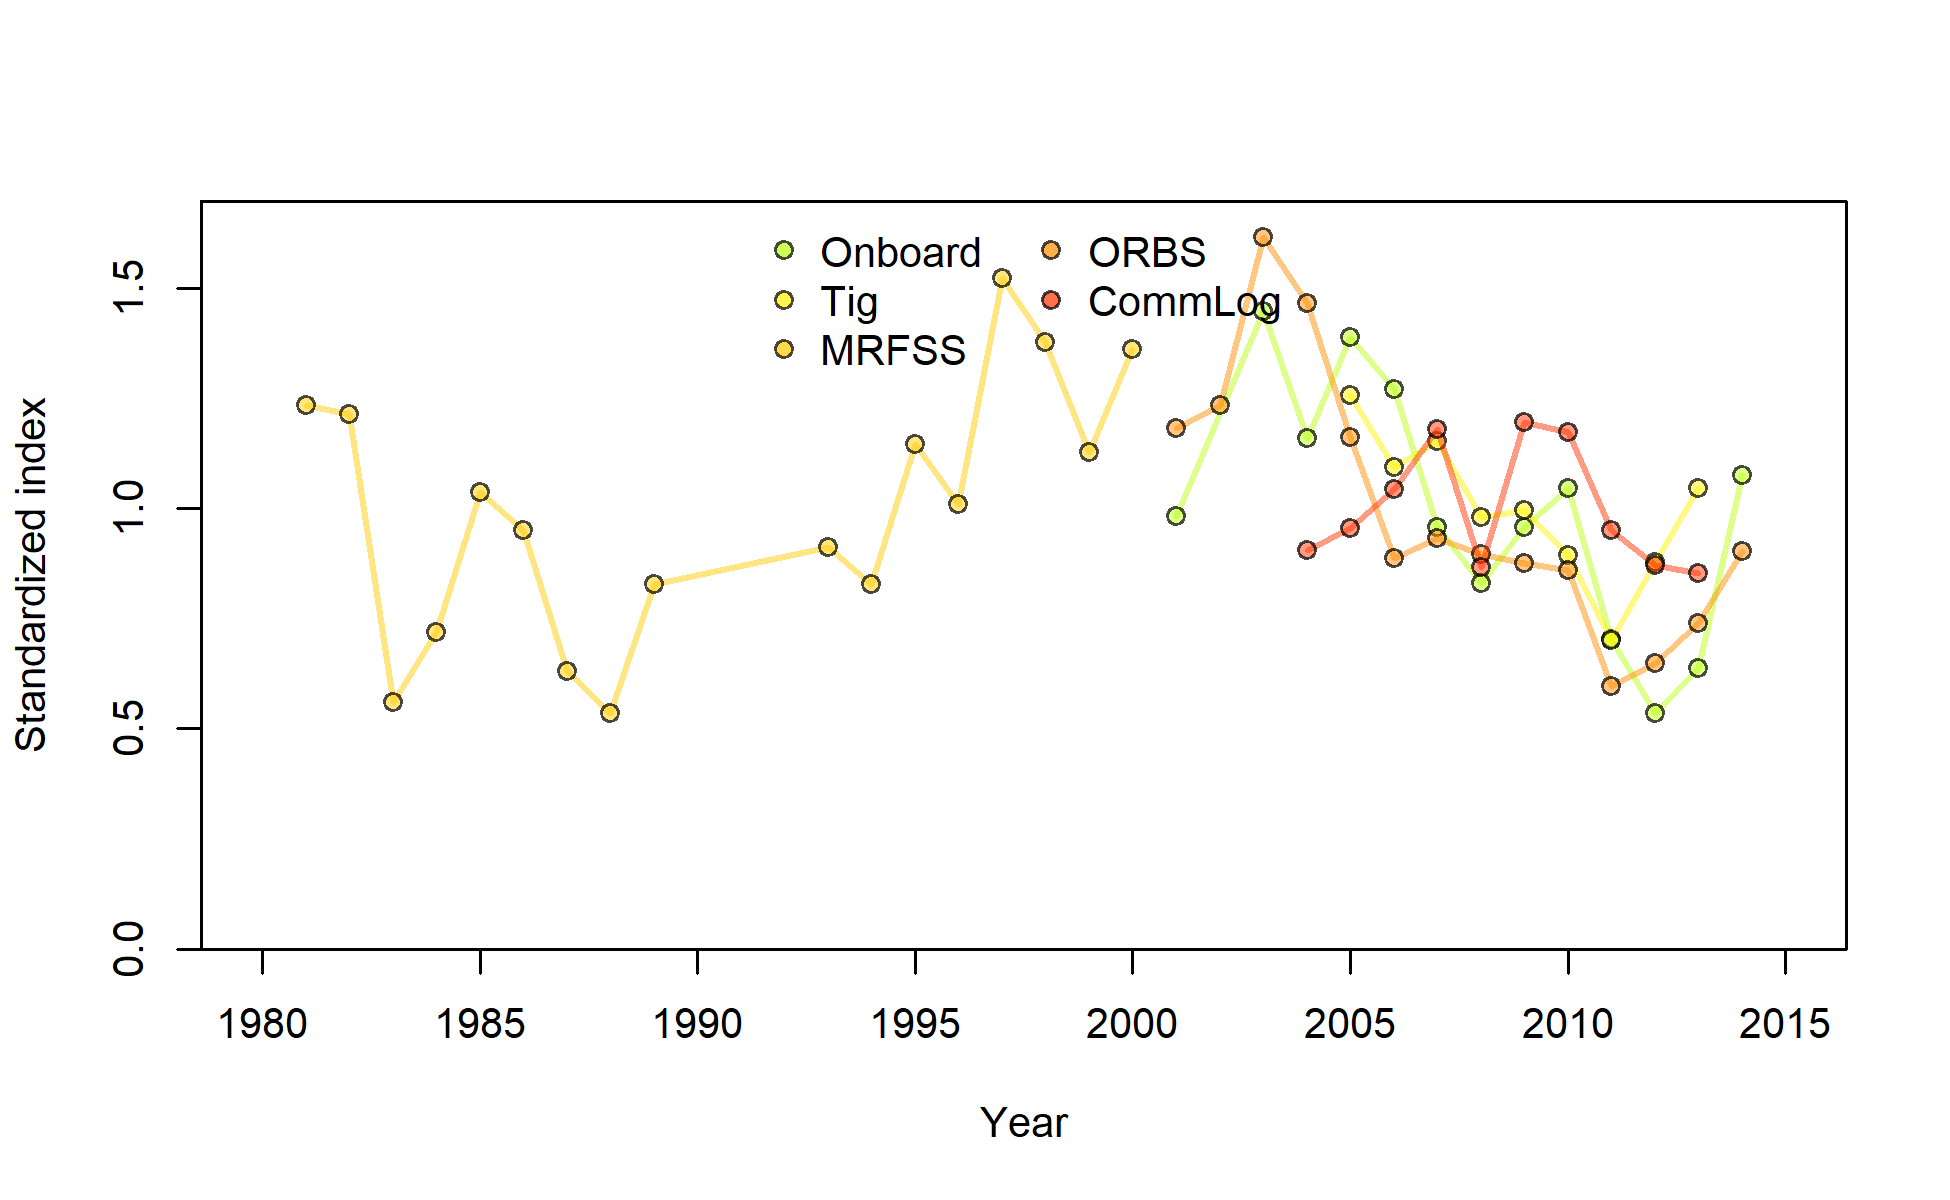 Onboard ORBS
Tig CommLog
MRFSS
Standardized index
1.5
1.0
0.5
0.0
1980 1985 1990 1995 2000 2005 2010 2015
Year